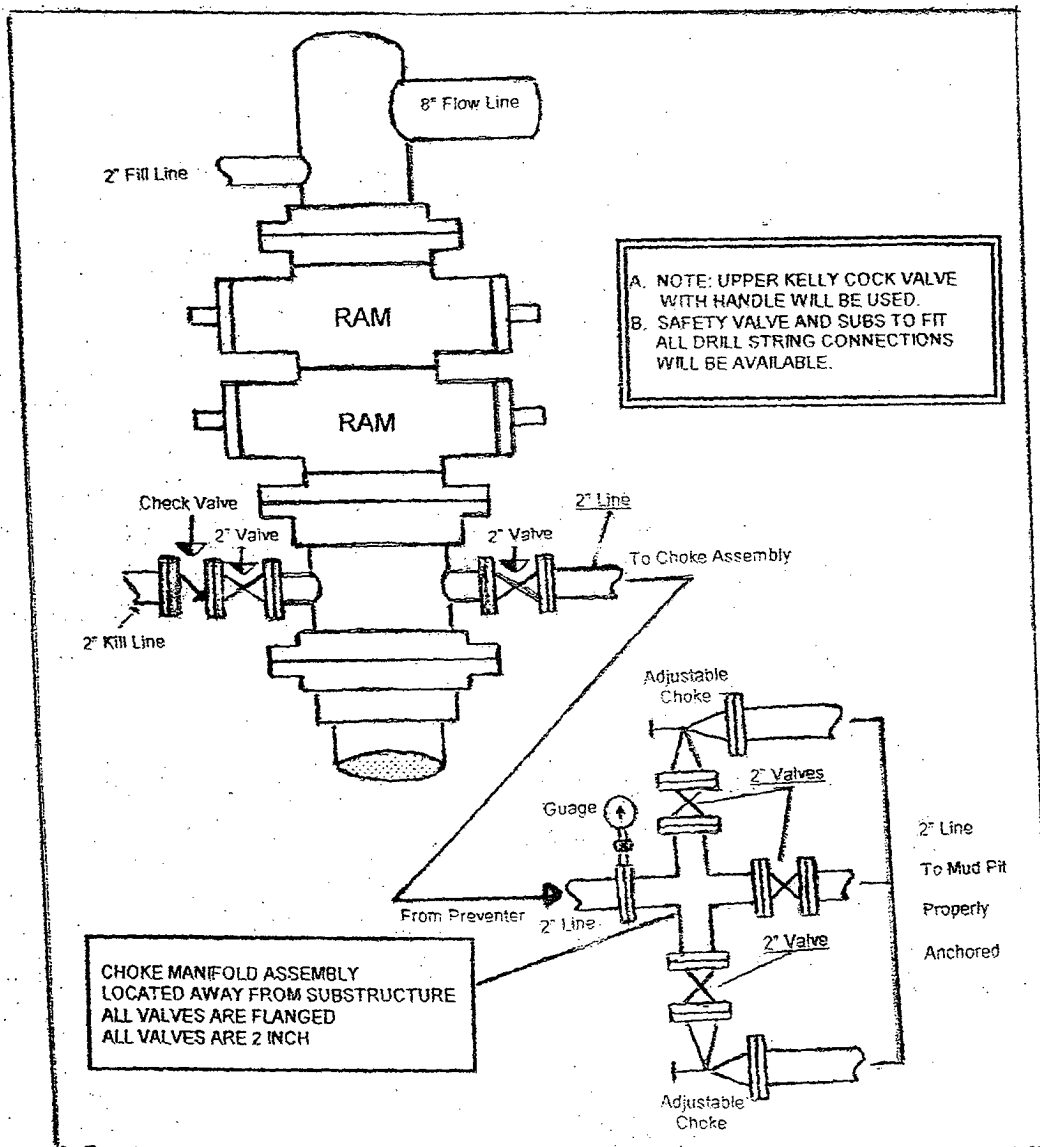 8" Flow Line
2" Fill Line
A. NOTE: UPPER KELLY COCK VALVE
WITH HANDLE WILL BE USED.
B. SAFETY VALVE AND SUBS TO FIT
ALL DRILL STRING CONNECTIONS
WILL BE AVAILABLE.
RAM
RAM
Check Valve
2" Valve
2" Valve
2" Line
To Choke Assembly
2" Kill Line
Adjustable
Choke
2" Valves
Guage
2" Line
To Mud Pit
Properly
Anchored
From Preventer
2" Line
2" Valve
CHOKE MANIFOLD ASSEMBLY
LOCATED AWAY FROM SUBSTRUCTURE
ALL VALVES ARE FLANGED
ALL VALVES ARE 2 INCH
Adjustable
Choke